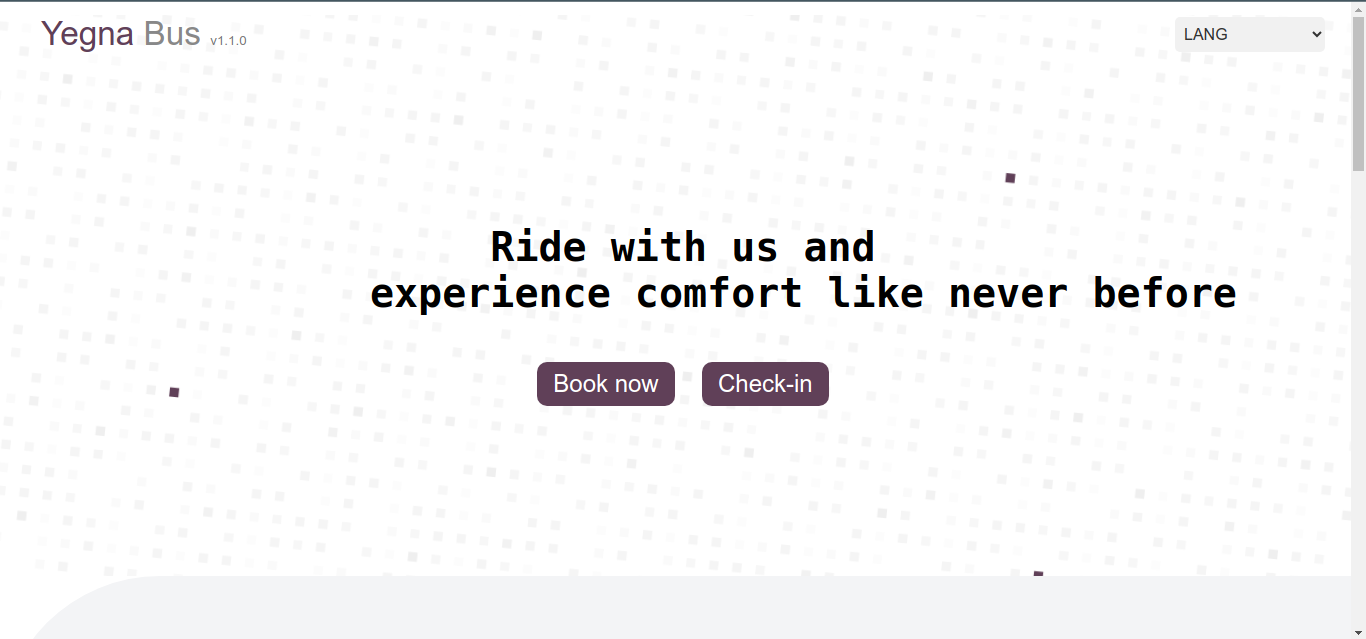 Yegna Bus v1.1.0
LANG
Ride with us and
experience comfort like never before
Book now
Check-in